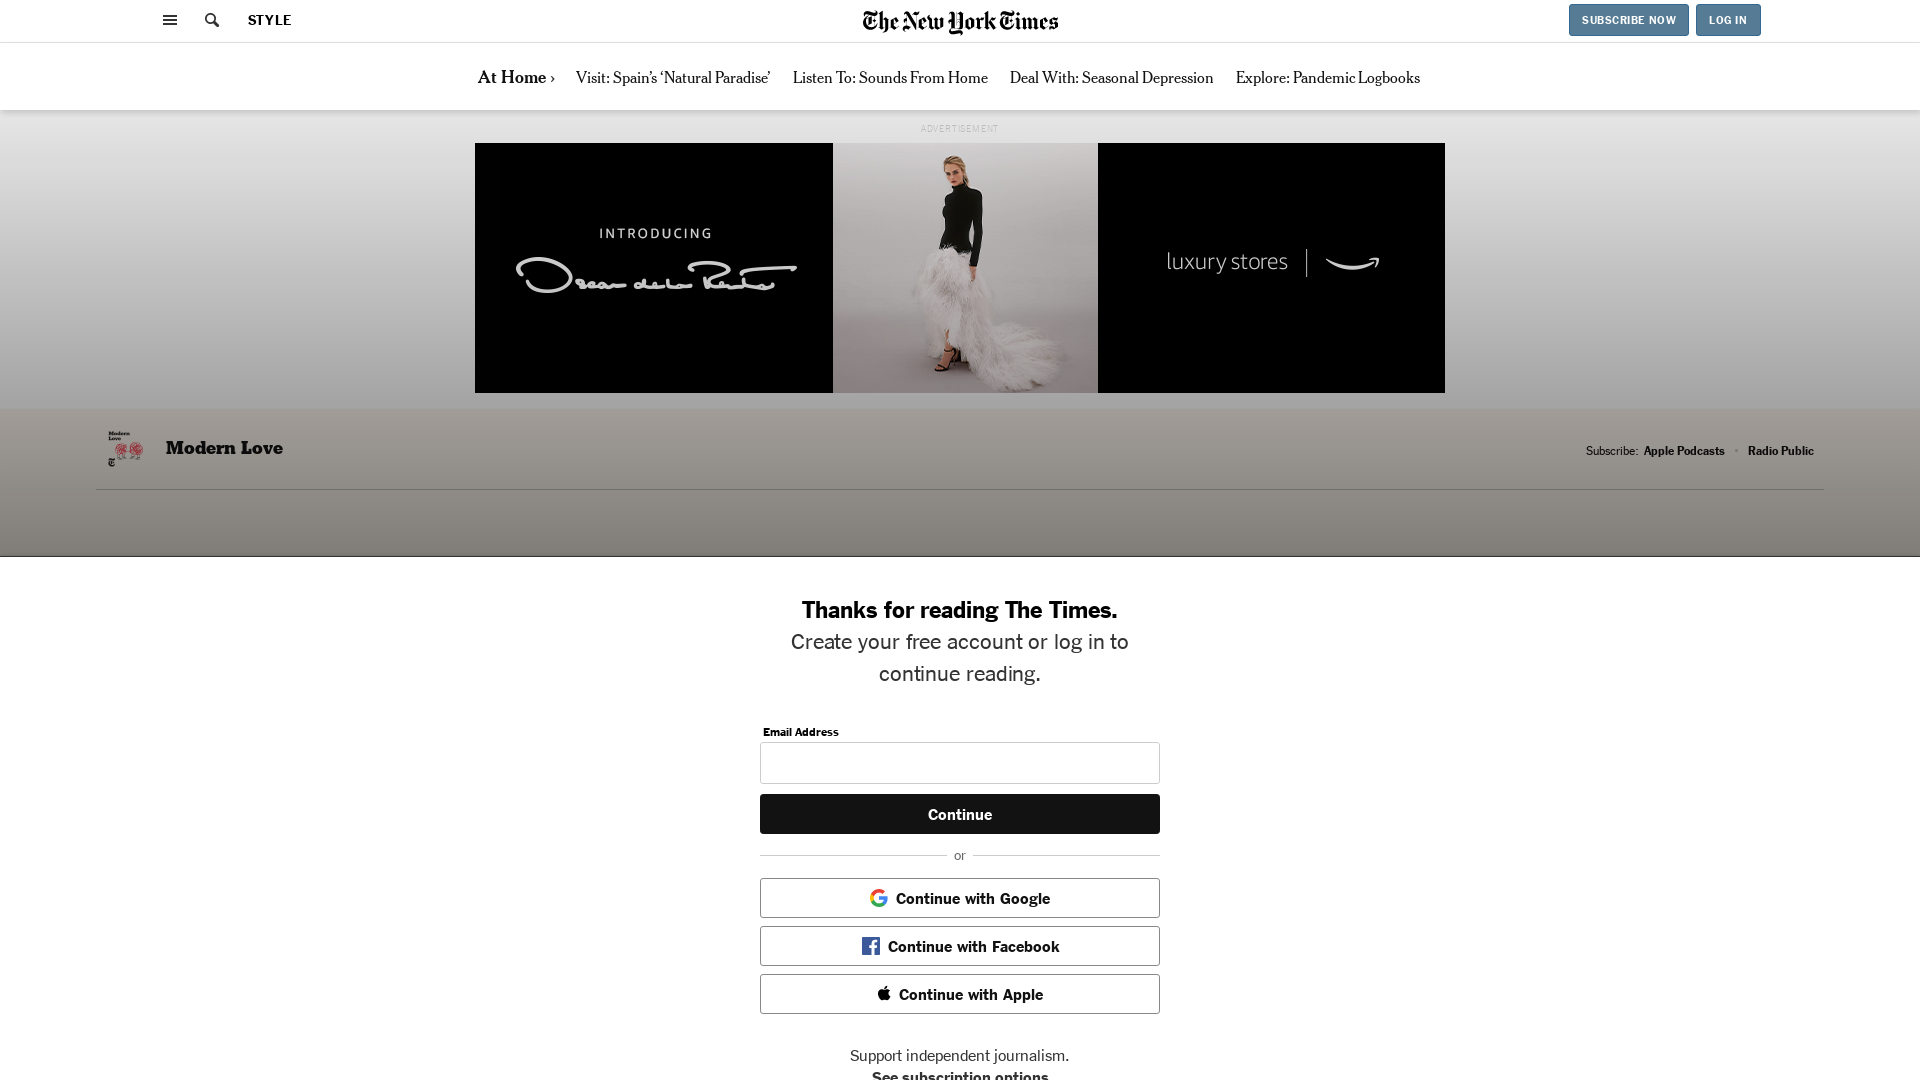 STYLE
The New York Times
SUBSCRIBE NOW
LOG IN
At Home ›
Visit: Spain’s ‘Natural Paradise’
Listen To: Sounds From Home
Deal With: Seasonal Depression
Explore: Pandemic Logbooks
ADVERTISEMENT
INTRODUCING
Oscar de la Renta
luxury stores
Modern Love
Modern Love
Subscribe: Apple Podcasts • Radio Public
Thanks for reading The Times.
Create your free account or log in to
continue reading.
Email Address
Continue
or
Continue with Google
Continue with Facebook
Continue with Apple
Support independent journalism.
See subscription options